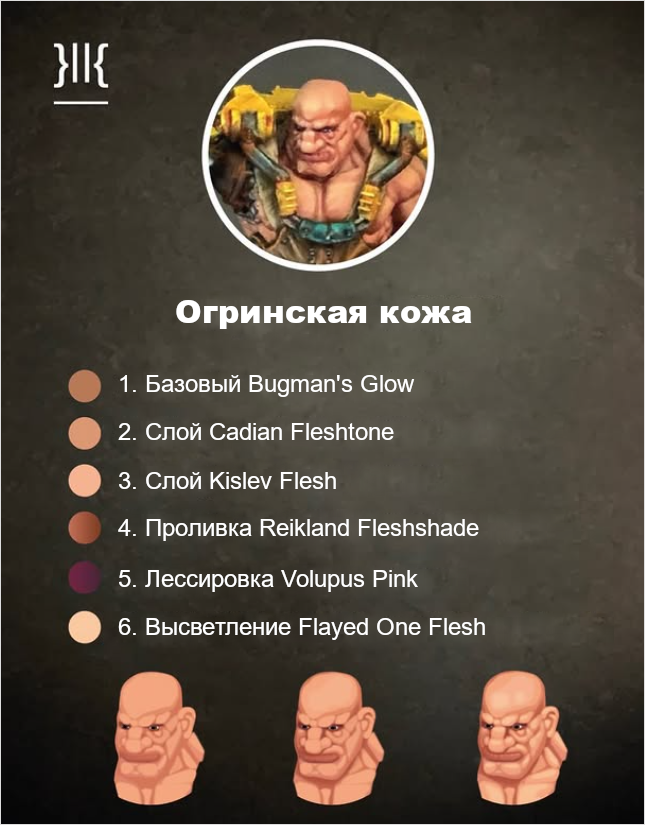 Огринская кожа
1. Базовый Bugman's Glow
2. Слой Cadian Fleshtone
3. Слой Kislev Flesh
4. Проливка Reikland Fleshshade
5. Лессировка Volupus Pink
6. Высветление Flayed One Flesh